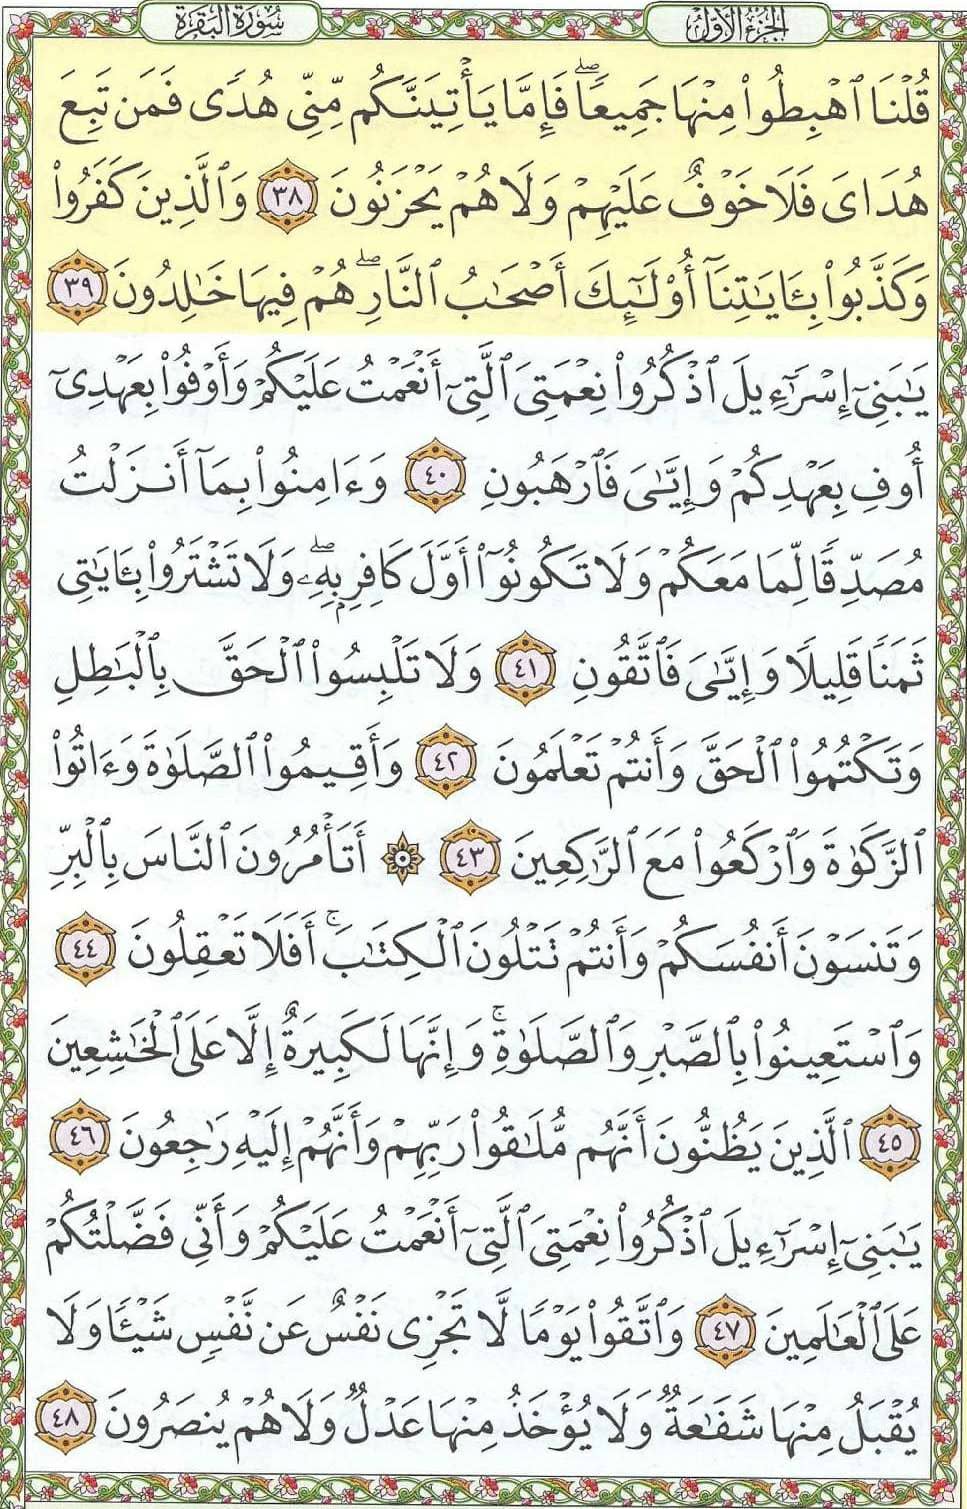 الجزء الأول
سورة البقرة
قُلْنَا ٱهْبِطُوا۟ مِنْهَا جَمِيعًۭا ۖ فَإِمَّا يَأْتِيَنَّكُم مِّنِّى هُدًۭى فَمَن تَبِعَ
هُدَاىَ فَلَا خَوْفٌ عَلَيْهِمْ وَلَا هُمْ يَحْزَنُونَ ٣٨ وَٱلَّذِينَ كَفَرُوا۟
وَكَذَّبُوا۟ بِـَٔايَـٰتِنَآ أُو۟لَـٰٓئِكَ أَصْحَـٰبُ ٱلنَّارِ ۖ هُمْ فِيهَا خَـٰلِدُونَ ٣٩
يَـٰبَنِىٓ إِسْرَٰٓءِيلَ ٱذْكُرُوا۟ نِعْمَتِىَ ٱلَّتِىٓ أَنْعَمْتُ عَلَيْكُمْ وَأَوْفُوا۟ بِعَهْدِىٓ
أُوفِ بِعَهْدِكُمْ وَإِيَّـٰىَ فَٱرْهَبُونِ ٤٠ وَءَامِنُوا۟ بِمَآ أَنزَلْتُ
مُصَدِّقًۭا لِّمَا مَعَكُمْ وَلَا تَكُونُوٓا۟ أَوَّلَ كَافِرٍۭ بِهِۦ ۖ وَلَا تَشْتَرُوا۟ بِـَٔايَـٰتِى
ثَمَنًۭا قَلِيلًۭا وَإِيَّـٰىَ فَٱتَّقُونِ ٤١ وَلَا تَلْبِسُوا۟ ٱلْحَقَّ بِٱلْبَـٰطِلِ
وَتَكْتُمُوا۟ ٱلْحَقَّ وَأَنتُمْ تَعْلَمُونَ ٤٢ وَأَقِيمُوا۟ ٱلصَّلَوٰةَ وَءَاتُوا۟
ٱلزَّكَوٰةَ وَٱرْكَعُوا۟ مَعَ ٱلرَّٰكِعِينَ ٤٣ ۞ أَتَأْمُرُونَ ٱلنَّاسَ بِٱلْبِرِّ
وَتَنسَوْنَ أَنفُسَكُمْ وَأَنتُمْ تَتْلُونَ ٱلْكِتَـٰبَ ۚ أَفَلَا تَعْقِلُونَ ٤٤
وَٱسْتَعِينُوا۟ بِٱلصَّبْرِ وَٱلصَّلَوٰةِ ۚ وَإِنَّهَا لَكَبِيرَةٌ إِلَّا عَلَى ٱلْخَـٰشِعِينَ
٤٥ ٱلَّذِينَ يَظُنُّونَ أَنَّهُم مُّلَـٰقُوا۟ رَبِّهِمْ وَأَنَّهُمْ إِلَيْهِ رَٰجِعُونَ ٤٦
يَـٰبَنِىٓ إِسْرَٰٓءِيلَ ٱذْكُرُوا۟ نِعْمَتِىَ ٱلَّتِىٓ أَنْعَمْتُ عَلَيْكُمْ وَأَنِّى فَضَّلْتُكُمْ
عَلَى ٱلْعَـٰلَمِينَ ٤٧ وَٱتَّقُوا۟ يَوْمًۭا لَّا تَجْزِى نَفْسٌ عَن نَّفْسٍۢ شَيْـًۭٔا وَلَا
يُقْبَلُ مِنْهَا شَفَـٰعَةٌۭ وَلَا يُؤْخَذُ مِنْهَا عَدْلٌۭ وَلَا هُمْ يُنصَرُونَ ٤٨